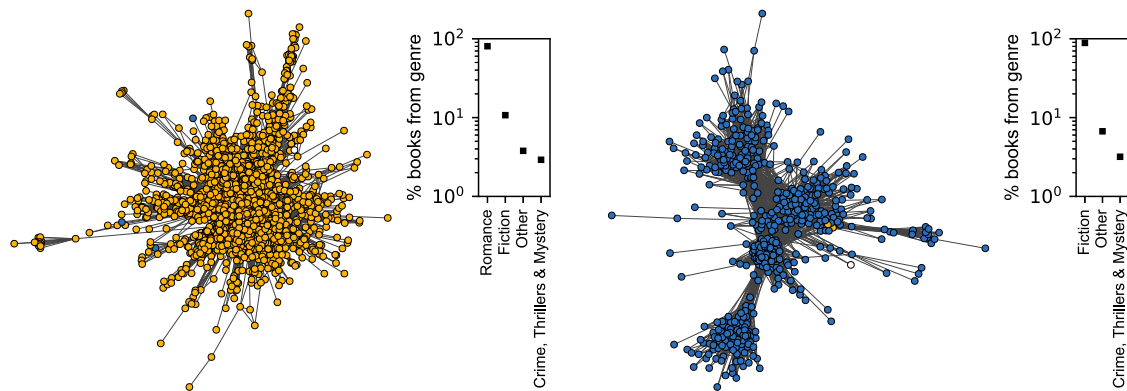 % books from genre
10²
10¹
10⁰
Romance
Fiction
Other
Crime, Thrillers & Mystery
% books from genre
10²
10¹
10⁰
Fiction
Other
Crime, Thrillers & Mystery